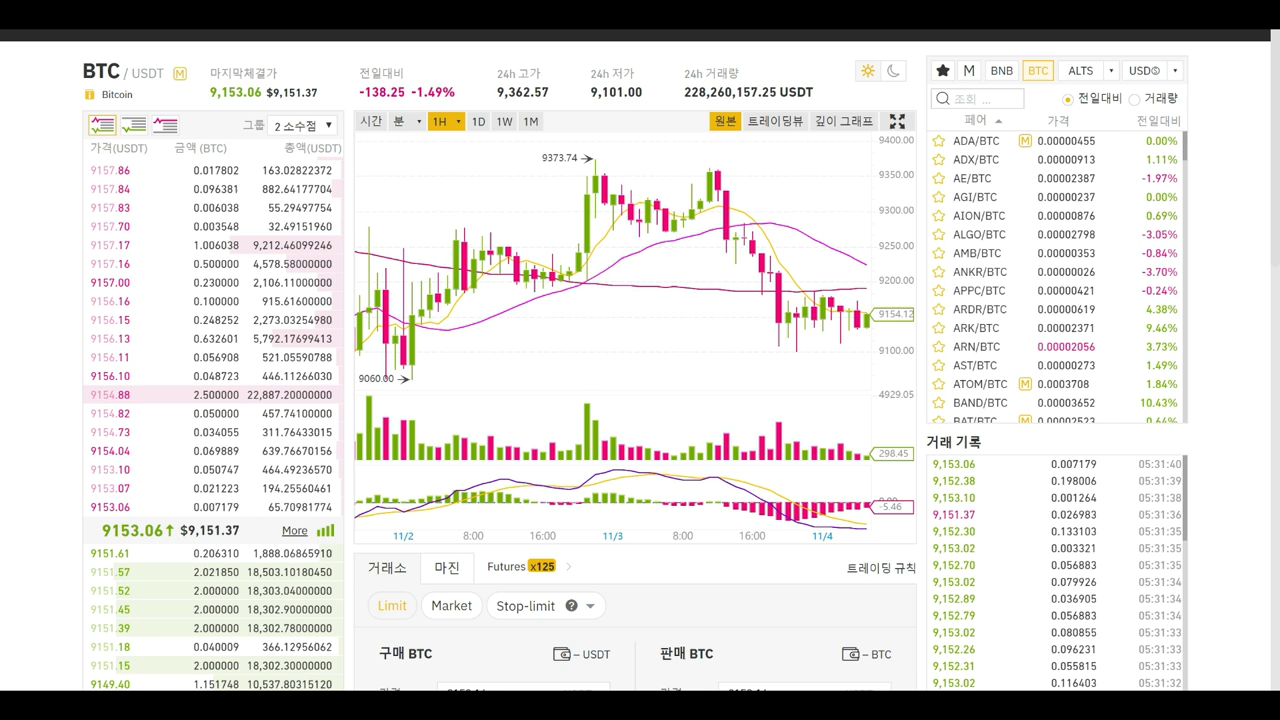 BTC / USDT M
Bitcoin
마지막체결가
9,153.06 $9,151.37
전일대비
-138.25 -1.49%
24h 고가
9,362.57
24h 저가
9,101.00
24h 거래량
228,260,157.25 USDT
그룹 2 소수점
가격(USDT) 금액 (BTC) 총액(USDT)
9157.86 0.017802 163.02822372
9157.84 0.096381 882.64177704
9157.83 0.006038 55.29497754
9157.70 0.003548 32.49151960
9157.17 1.006038 9,212.46099246
9157.16 0.500000 4,578.58000000
9157.00 0.230000 2,106.11000000
9156.16 0.100000 915.61600000
9156.15 0.248252 2,273.03254980
9156.13 0.632601 5,792.17699413
9156.11 0.056908 521.05590788
9156.10 0.048723 446.11266030
9154.88 2.500000 22,887.20000000
9154.82 0.050000 457.74100000
9154.73 0.034055 311.76433015
9154.04 0.069889 639.76670156
9153.10 0.050747 464.49236570
9153.07 0.021223 194.25560461
9153.06 0.007179 65.70981774
9153.06↑ $9,151.37 More
9151.61 0.206310 1,888.06865910
9151.57 2.021850 18,503.10180450
9151.52 2.000000 18,303.04000000
9151.45 2.000000 18,302.90000000
9151.39 2.000000 18,302.78000000
9151.18 0.040009 366.12956062
9151.15 2.000000 18,302.30000000
9149.40 1.151748 10,537.80315120
시간 분 1H 1D 1W 1M
원본 트레이딩뷰 깊이 그래프
9373.74
9060.00
9400.00
9350.00
9300.00
9250.00
9200.00
9154.12
9100.00
4929.05
298.45
-5.46
11/2 8:00 16:00 11/3 8:00 16:00 11/4
거래소 마진 Futures x125
트레이딩 규칙
Limit Market Stop-limit ?
구매 BTC – USDT
판매 BTC – BTC
M BNB BTC ALTS USDⓈ
조회 ...
전일대비 거래량
페어 가격 전일대비
ADA/BTC M 0.00000455 0.00%
ADX/BTC 0.00000913 1.11%
AE/BTC 0.00002387 -1.97%
AGI/BTC 0.00000237 0.00%
AION/BTC 0.00000876 0.69%
ALGO/BTC 0.00002798 -3.05%
AMB/BTC 0.00000353 -0.84%
ANKR/BTC 0.00000026 -3.70%
APPC/BTC 0.00000421 -0.24%
ARDR/BTC 0.00000619 4.38%
ARK/BTC 0.00002371 9.46%
ARN/BTC 0.00002056 3.73%
AST/BTC 0.00000273 1.49%
ATOM/BTC M 0.0003708 1.84%
BAND/BTC 0.00003652 10.43%
BAT/BTC M 0.00002523 0.64%
거래 기록
9,153.06 0.007179 05:31:40
9,152.38 0.198006 05:31:39
9,153.10 0.001264 05:31:38
9,151.37 0.026983 05:31:36
9,152.30 0.133103 05:31:35
9,153.02 0.003321 05:31:35
9,152.70 0.056883 05:31:35
9,153.02 0.079926 05:31:34
9,152.89 0.036905 05:31:34
9,152.79 0.056883 05:31:34
9,153.02 0.080855 05:31:33
9,152.26 0.096231 05:31:33
9,152.31 0.055815 05:31:33
9,153.02 0.116403 05:31:32